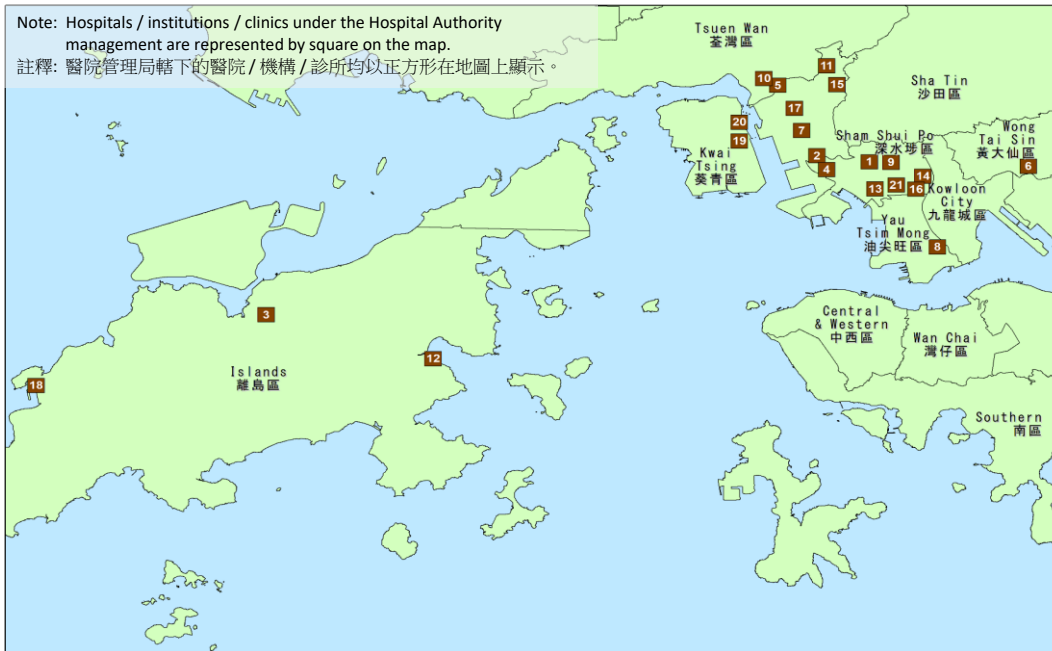 Note: Hospitals / institutions / clinics under the Hospital Authority
management are represented by square on the map.
註釋: 醫院管理局轄下的醫院 / 機構 / 診所均以正方形在地圖上顯示。
Tsuen Wan
荃灣區
11
10
5
15
Sha Tin
沙田區
17
20
7
19
Kwai
Tsing
葵青區
Sham Shui Po
深水埗區
Wong
Tai Sin
黃大仙區
2
4
1
9
6
14
13
21
16
Kowloon
City
九龍城區
Yau
Tsim Mong
油尖旺區
8
3
12
18
Islands
離島區
Central
& Western
中西區
Wan Chai
灣仔區
Southern
南區